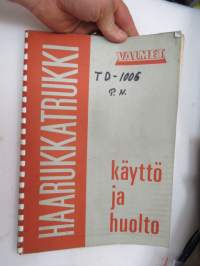 VALMET
TD-1006
P.N.
HAARUKKATRUKKI
käyttö
ja
huolto